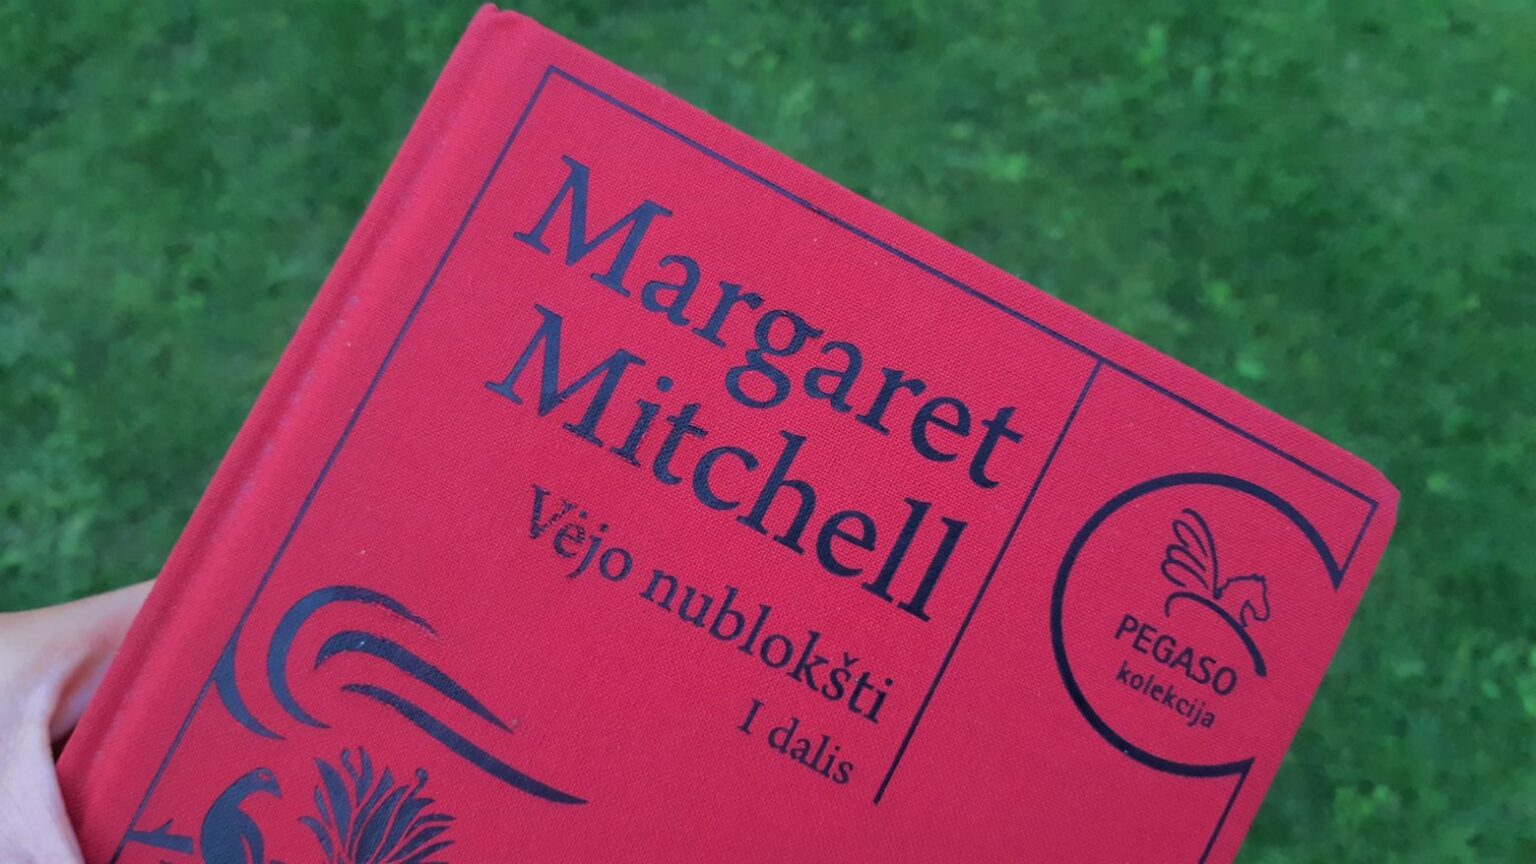 Margaret
Mitchell
Vėjo nublokšti
I dalis
PEGASO
kolekcija